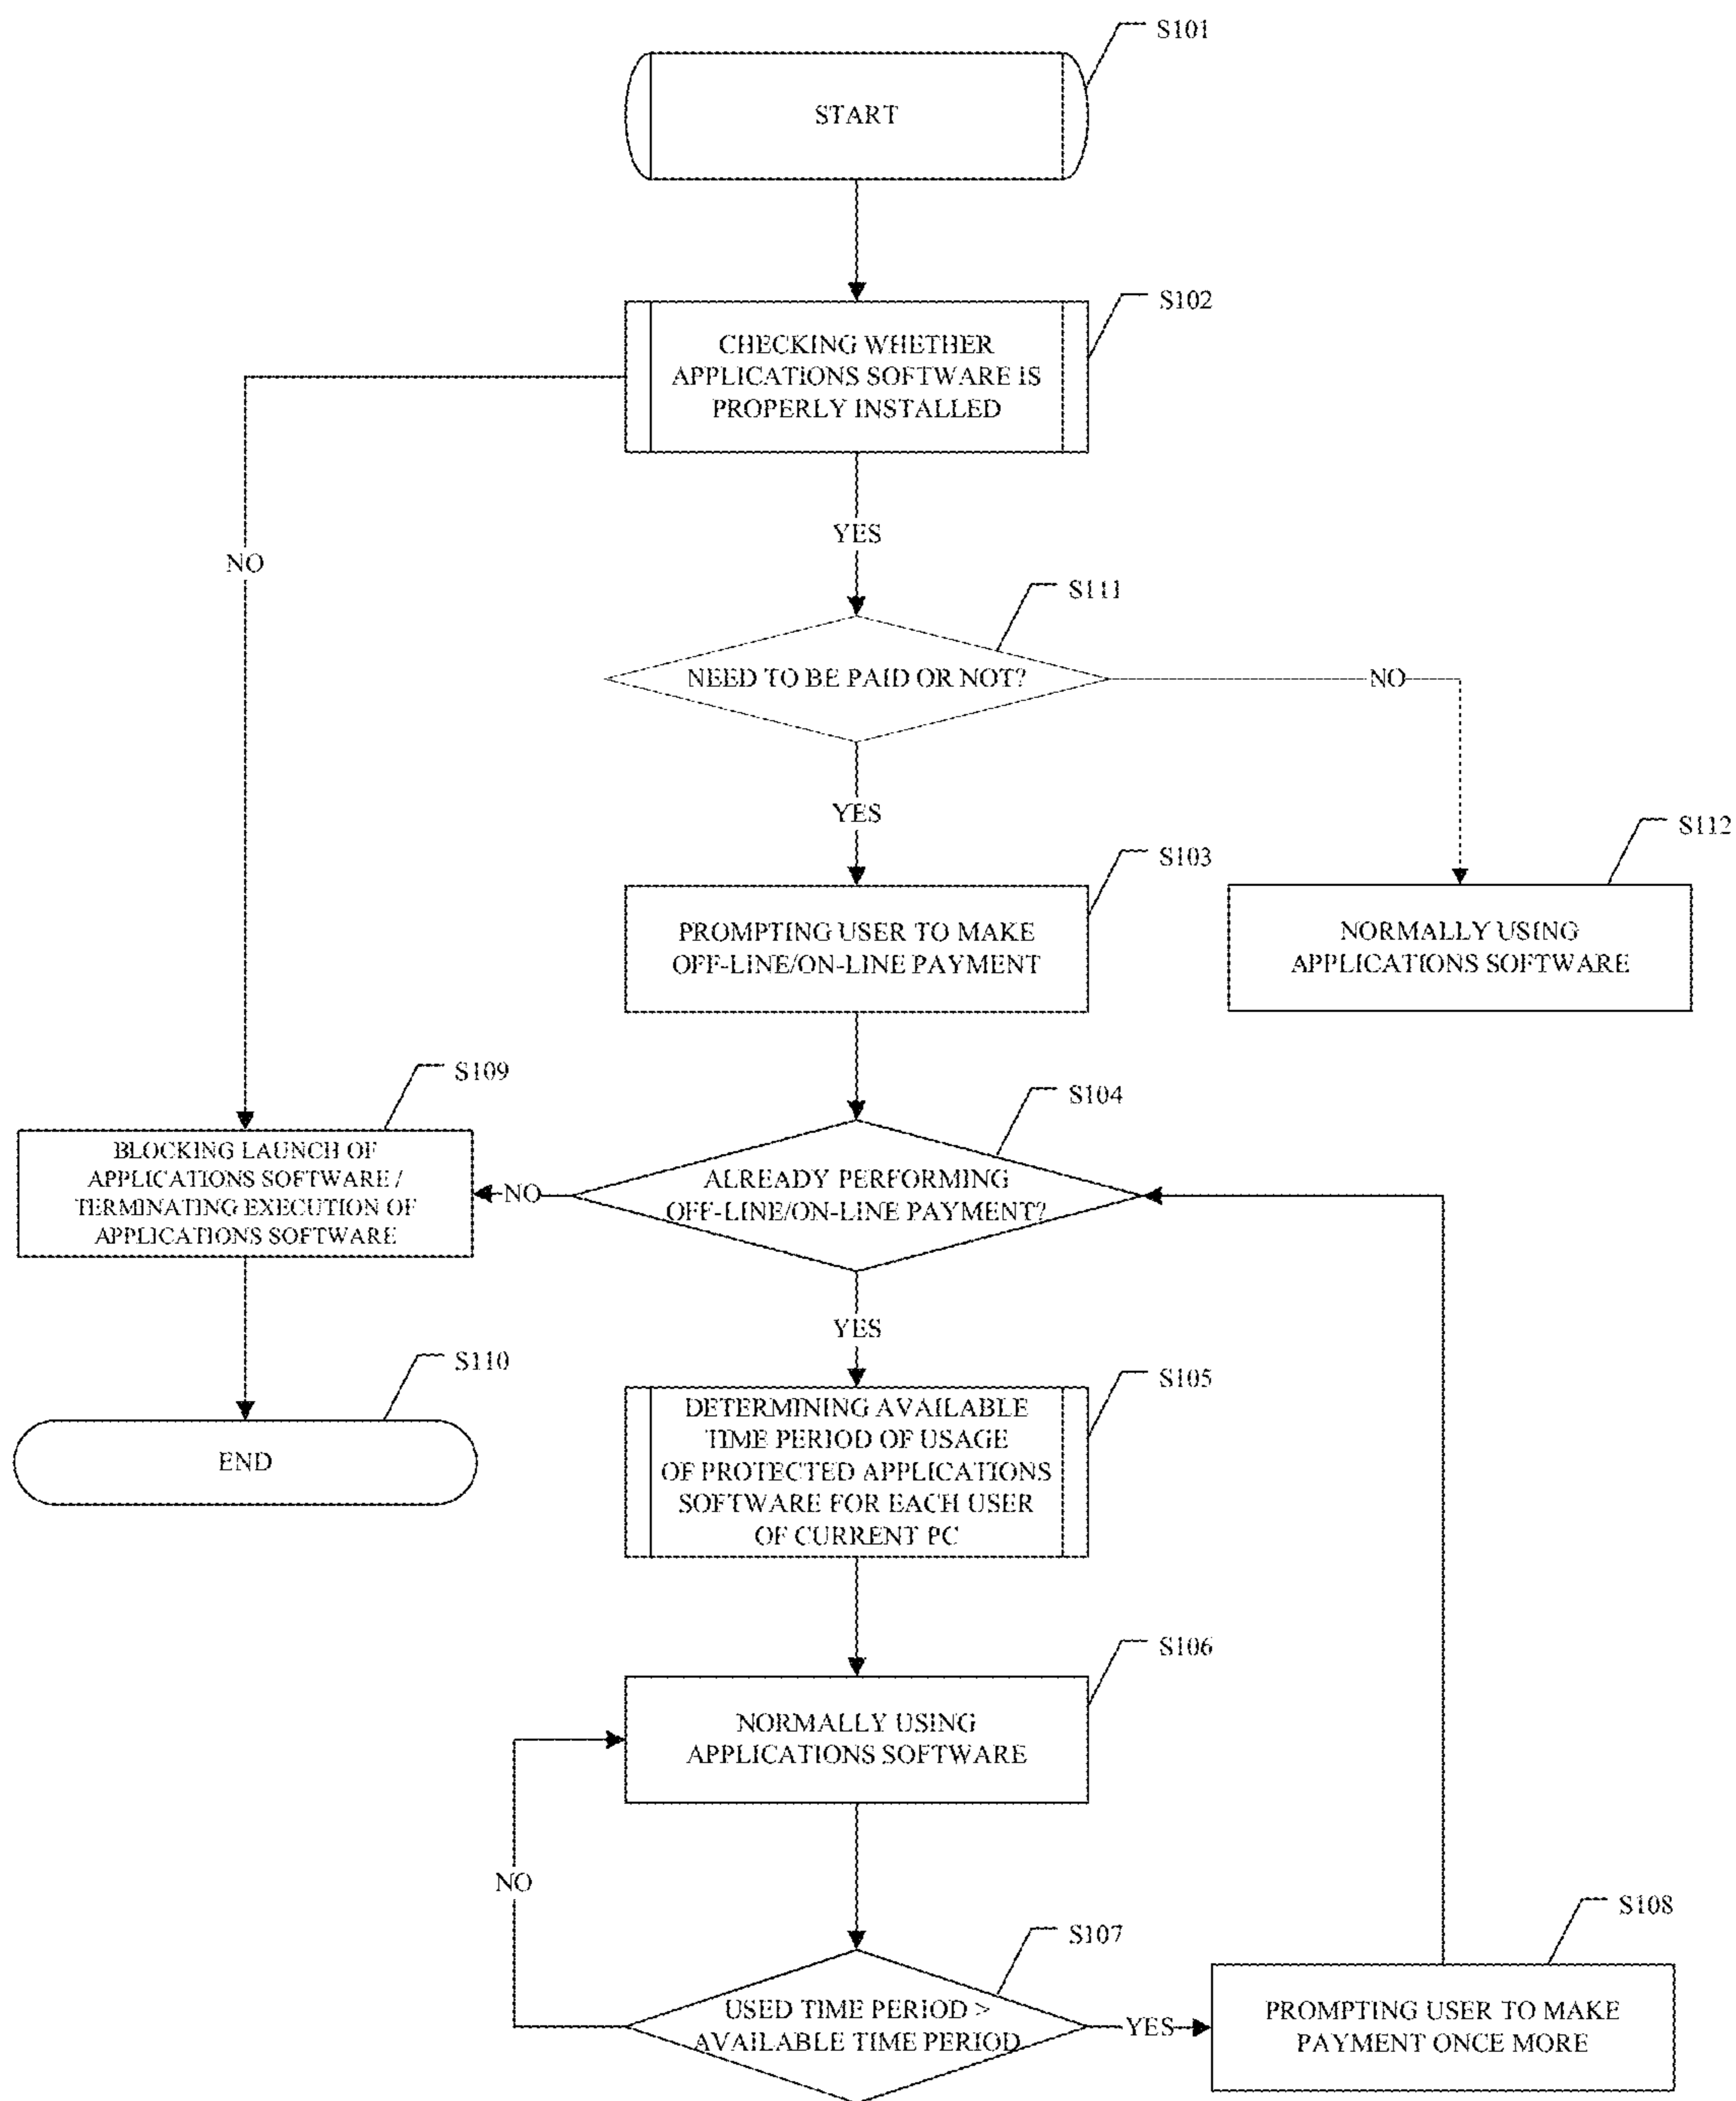 S101
START
S102
CHECKING WHETHER
APPLICATIONS SOFTWARE IS
PROPERLY INSTALLED
YES
NO
S111
NEED TO BE PAID OR NOT?
NO
YES
S112
S103
PROMPTING USER TO MAKE
OFF-LINE/ON-LINE PAYMENT
NORMALLY USING
APPLICATIONS SOFTWARE
S109
S104
BLOCKING LAUNCH OF
APPLICATIONS SOFTWARE /
TERMINATING EXECUTION OF
APPLICATIONS SOFTWARE
NO
ALREADY PERFORMING
OFF-LINE/ON-LINE PAYMENT?
YES
S110
END
S105
DETERMINING AVAILABLE
TIME PERIOD OF USAGE
OF PROTECTED APPLICATIONS
SOFTWARE FOR EACH USER
OF CURRENT PC
S106
NORMALLY USING
APPLICATIONS SOFTWARE
NO
S107
S108
USED TIME PERIOD >
AVAILABLE TIME PERIOD
YES
PROMPTING USER TO MAKE
PAYMENT ONCE MORE